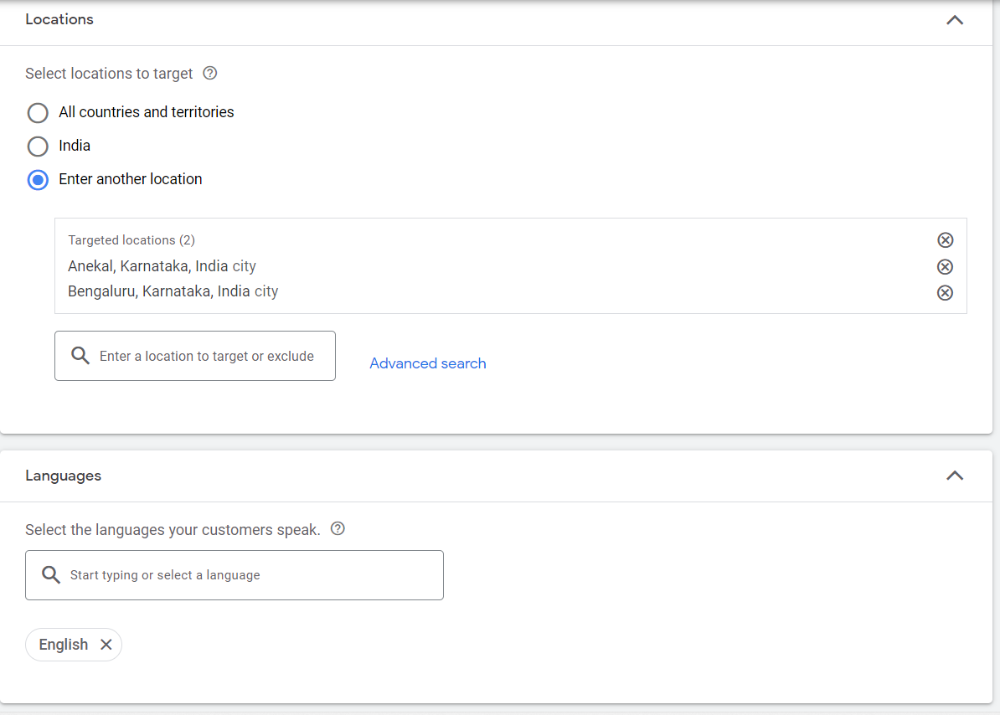 Locations
Select locations to target
All countries and territories
India
Enter another location
Targeted locations (2)
Anekal, Karnataka, India city
Bengaluru, Karnataka, India city
Enter a location to target or exclude
Advanced search
Languages
Select the languages your customers speak.
Start typing or select a language
English